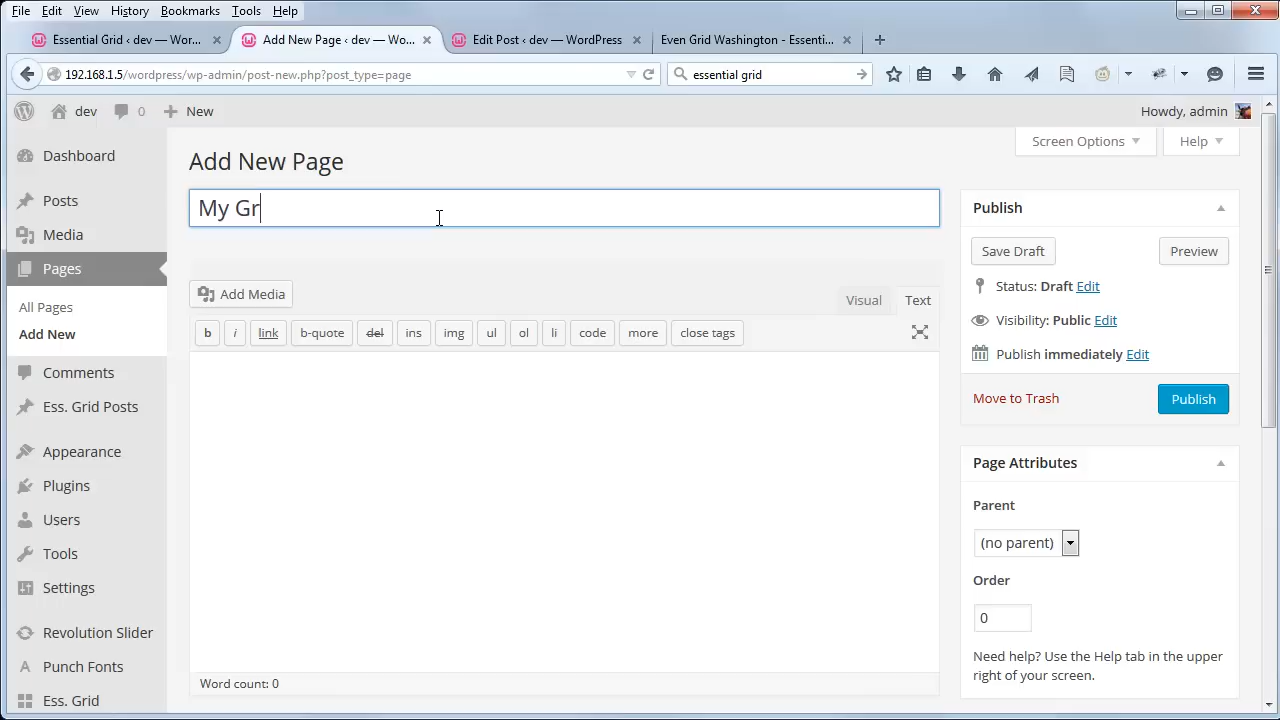 File Edit View History Bookmarks Tools Help
Essential Grid ‹ dev — Wor... Add New Page ‹ dev — Wo... Edit Post ‹ dev — WordPress Even Grid Washington - Essenti...
192.168.1.5/wordpress/wp-admin/post-new.php?post_type=page essential grid
dev 0 New Howdy, admin
Screen Options Help
Dashboard
Posts
Media
Pages
All Pages
Add New
Comments
Ess. Grid Posts
Appearance
Plugins
Users
Tools
Settings
Revolution Slider
Punch Fonts
Ess. Grid
Add New Page
My Gr
Add Media
Visual Text
b i link b-quote del ins img ul ol li code more close tags
Word count: 0
Publish
Save Draft Preview
Status: Draft Edit
Visibility: Public Edit
Publish immediately Edit
Move to Trash Publish
Page Attributes
Parent
(no parent)
Order
0
Need help? Use the Help tab in the upper
right of your screen.